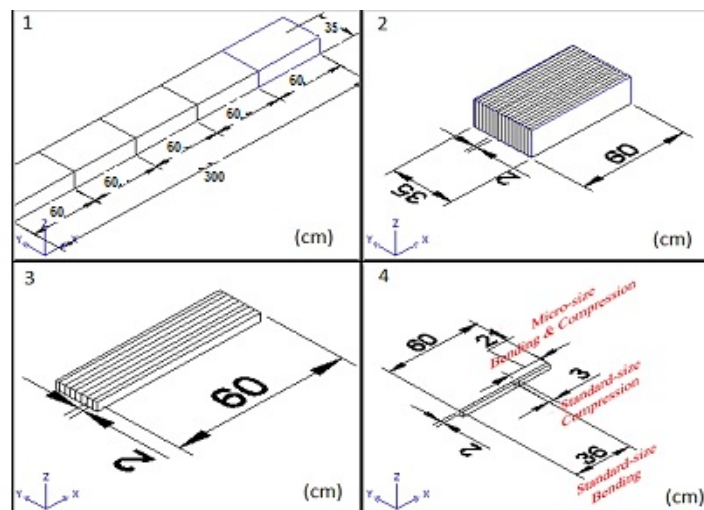 1
35
60
60
60
60
60
300
Z
Y
X
(cm)
2
35
2
60
(cm)
3
60
2
Z
Y
X
(cm)
4
Micro-size
Bending & Compression
60
21
3
Standard-size
Compression
2
36
Standard-size
Bending
Z
Y
X
(cm)